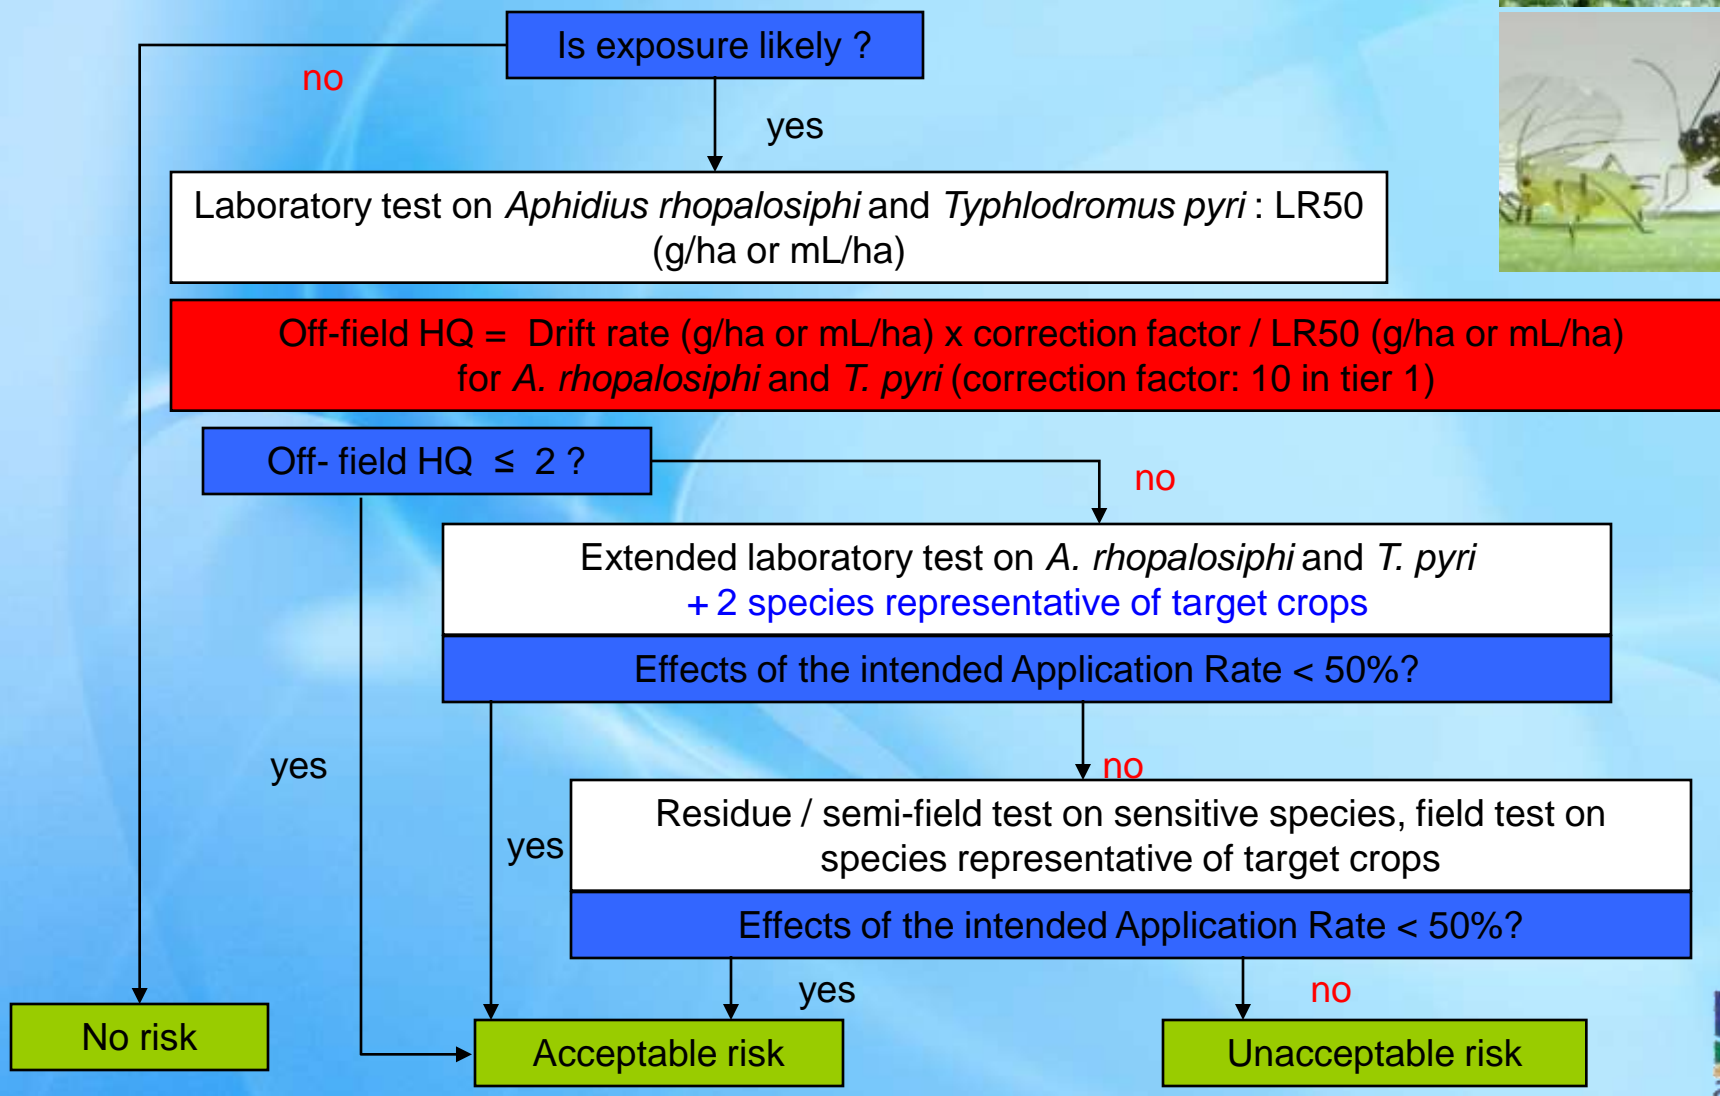 Is exposure likely ?
no
yes
Laboratory test on Aphidius rhopalosiphi and Typhlodromus pyri : LR50
(g/ha or mL/ha)
Off-field HQ = Drift rate (g/ha or mL/ha) x correction factor / LR50 (g/ha or mL/ha)
for A. rhopalosiphi and T. pyri (correction factor: 10 in tier 1)
Off- field HQ ≤ 2 ?
no
Extended laboratory test on A. rhopalosiphi and T. pyri
+ 2 species representative of target crops
Effects of the intended Application Rate < 50%?
yes
no
yes
Residue / semi-field test on sensitive species, field test on
species representative of target crops
Effects of the intended Application Rate < 50%?
yes
no
No risk
Acceptable risk
Unacceptable risk